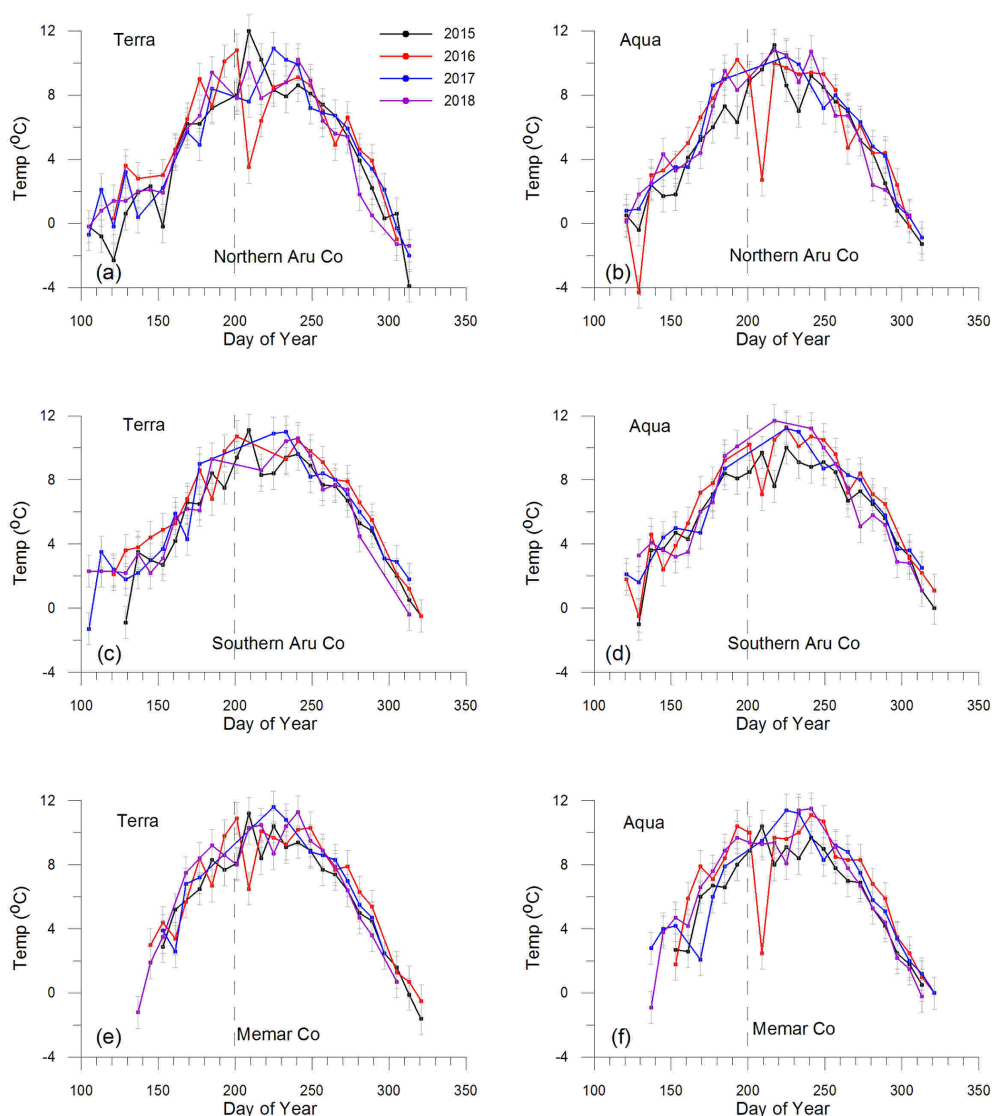 Terra
2015
2016
2017
2018
Temp (°C)
12
8
4
0
-4
(a)
Northern Aru Co
100 150 200 250 300 350
Day of Year
Aqua
Temp (°C)
12
8
4
0
-4
(b)
Northern Aru Co
100 150 200 250 300 350
Day of Year
Terra
Temp (°C)
12
8
4
0
-4
(c)
Southern Aru Co
100 150 200 250 300 350
Day of Year
Aqua
Temp (°C)
12
8
4
0
-4
(d)
Southern Aru Co
100 150 200 250 300 350
Day of Year
Terra
Temp (°C)
12
8
4
0
-4
(e)
Memar Co
100 150 200 250 300 350
Day of Year
Aqua
Temp (°C)
12
8
4
0
-4
(f)
Memar Co
100 150 200 250 300 350
Day of Year